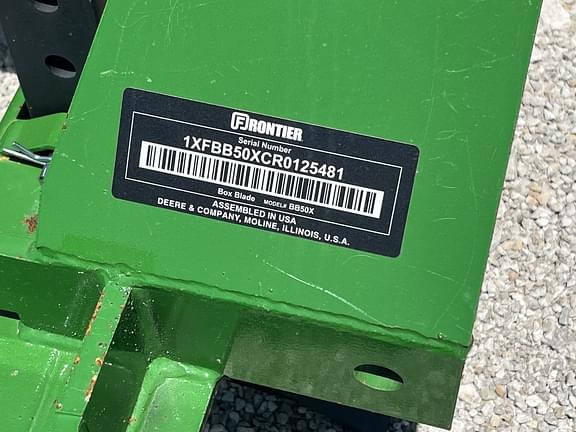 FRONTIER
Serial Number
1XFBB50XCR0125481
Box Blade MODEL# BB50X
ASSEMBLED IN USA
DEERE & COMPANY, MOLINE, ILLINOIS, U.S.A.